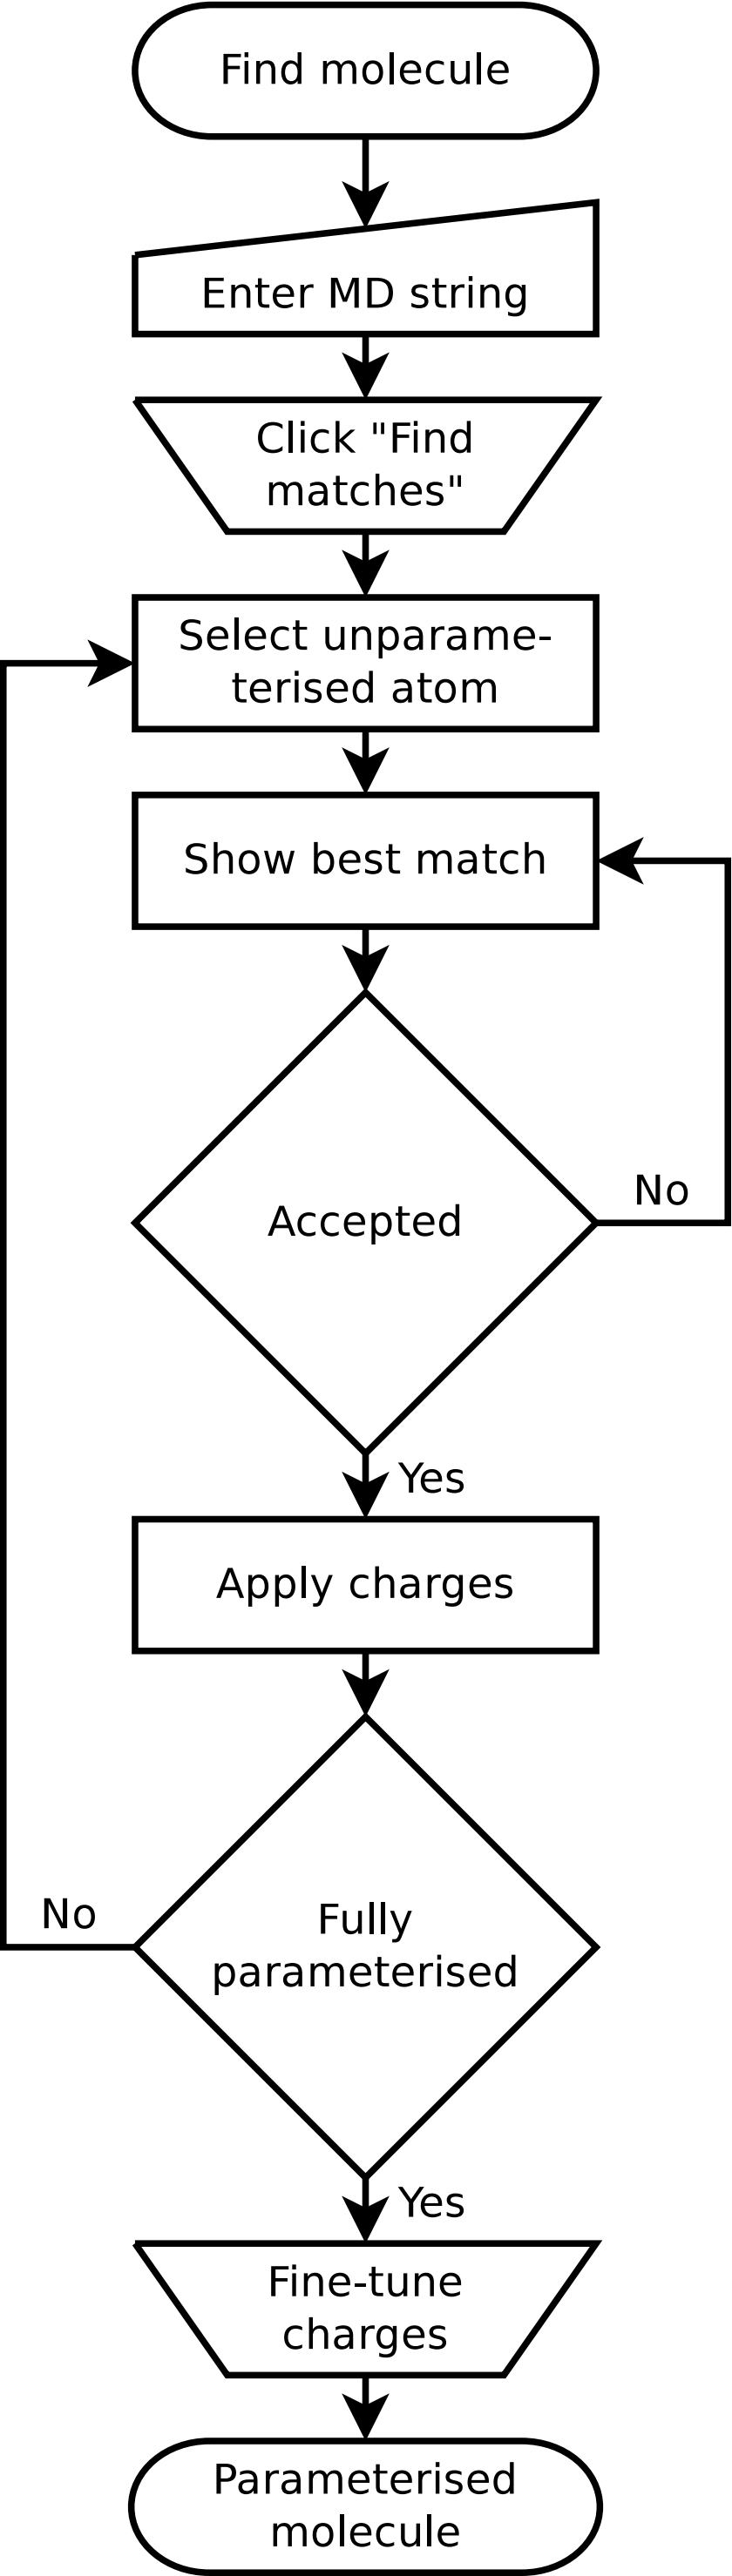 Find molecule
Enter MD string
Click "Find
matches"
Select unparame-
terised atom
Show best match
Accepted
No
Yes
Apply charges
Fully
parameterised
No
Yes
Fine-tune
charges
Parameterised
molecule